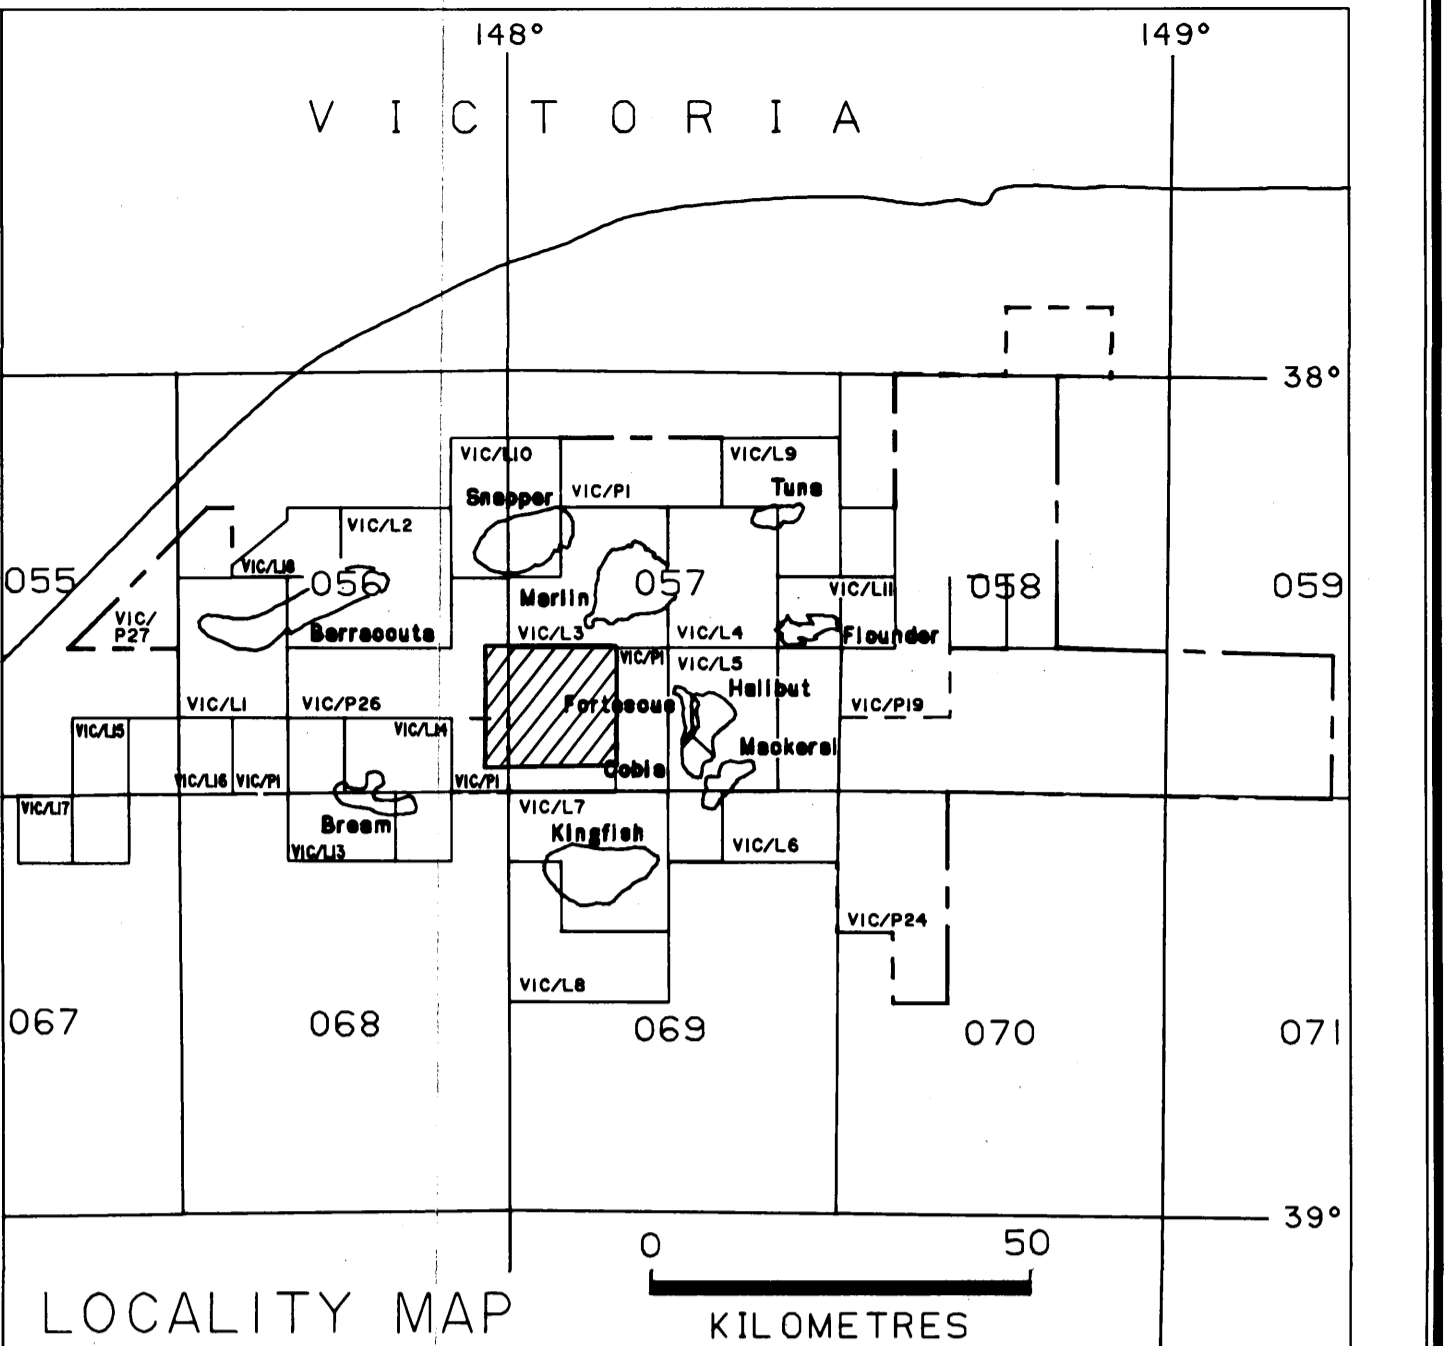 148°
149°
VICTORIA
38°
VIC/L10
VIC/L9
Snapper
VIC/P1
Tuna
VIC/L2
055
VIC/L18
056
057
058
059
Marlin
VIC/L11
VIC/
P27
Barracouta
VIC/L3
VIC/L4
Flounder
VIC/P1
VIC/L5
Halibut
VIC/L1
VIC/P26
Fortescue
VIC/P19
VIC/L15
VIC/L14
Mackerel
Cobia
VIC/L16
VIC/P1
VIC/P1
VIC/L17
VIC/L7
Bream
Kingfish
VIC/L13
VIC/L6
VIC/P24
VIC/L8
067
068
069
070
071
39°
0
50
LOCALITY MAP
KILOMETRES